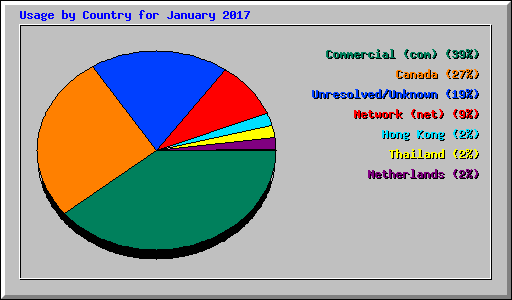 Usage by Country for January 2017
Commercial (com) (39%)
Canada (27%)
Unresolved/Unknown (19%)
Network (net) (9%)
Hong Kong (2%)
Thailand (2%)
Netherlands (2%)